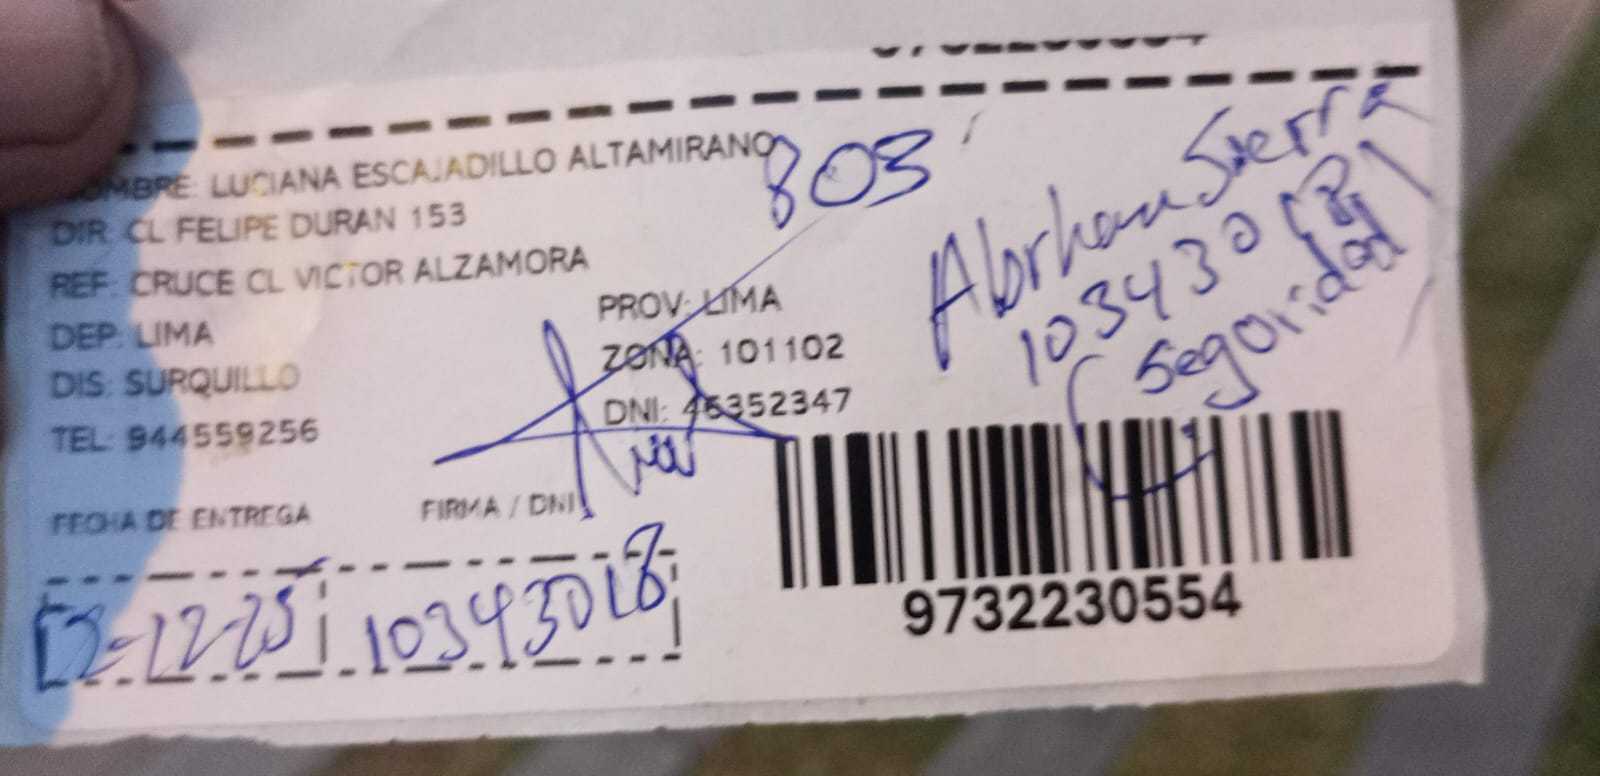 NOMBRE: LUCIANA ESCAJADILLO ALTAMIRANO
803
DIR: CL FELIPE DURAN 153
REF: CRUCE CL VICTOR ALZAMORA
DEP: LIMA
PROV: LIMA
DIS: SURQUILLO
ZONA: 101102
TEL: 944559256
DNI: 46352347
Abrham Sierra
10343018
(Seguridad)
FECHA DE ENTREGA
FIRMA / DNI
12-12-25
10343018
9732230554